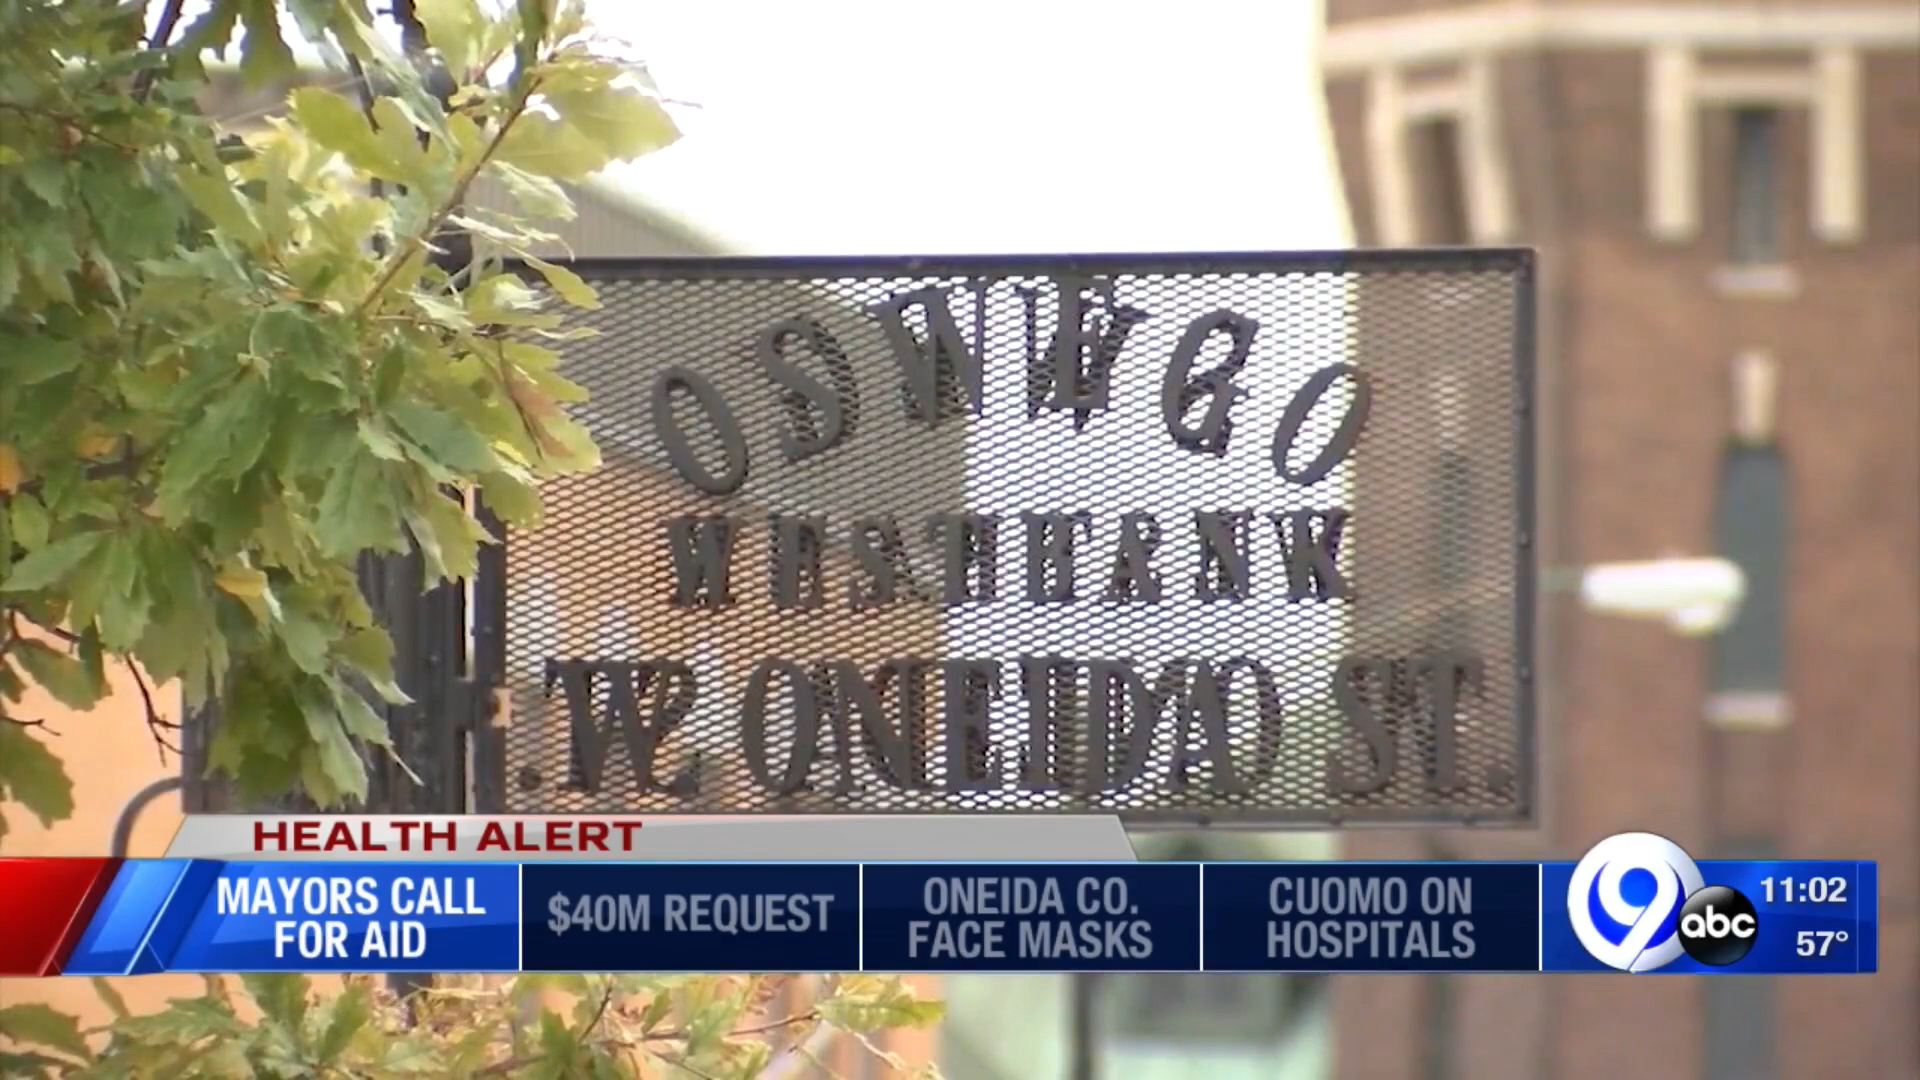 OSWEGO
WESTBANK
.W. ONEIDA ST.
HEALTH ALERT
MAYORS CALL
FOR AID
$40M REQUEST
ONEIDA CO.
FACE MASKS
CUOMO ON
HOSPITALS
9
abc
11:02
57°